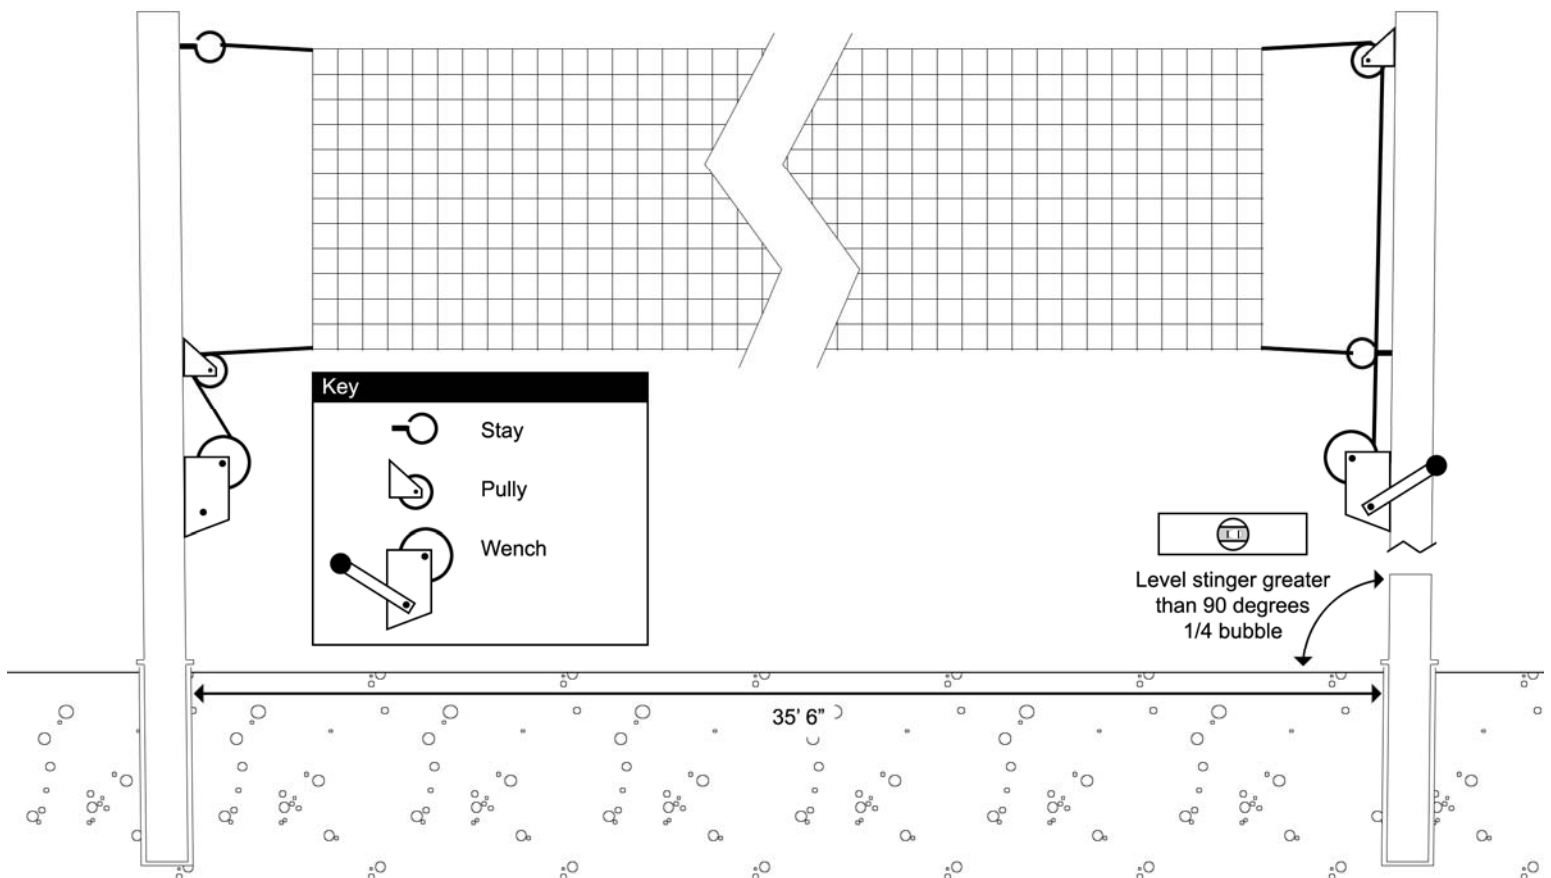 Key
Stay
Pully
Wench
Level stinger greater
than 90 degrees
1/4 bubble
35' 6”